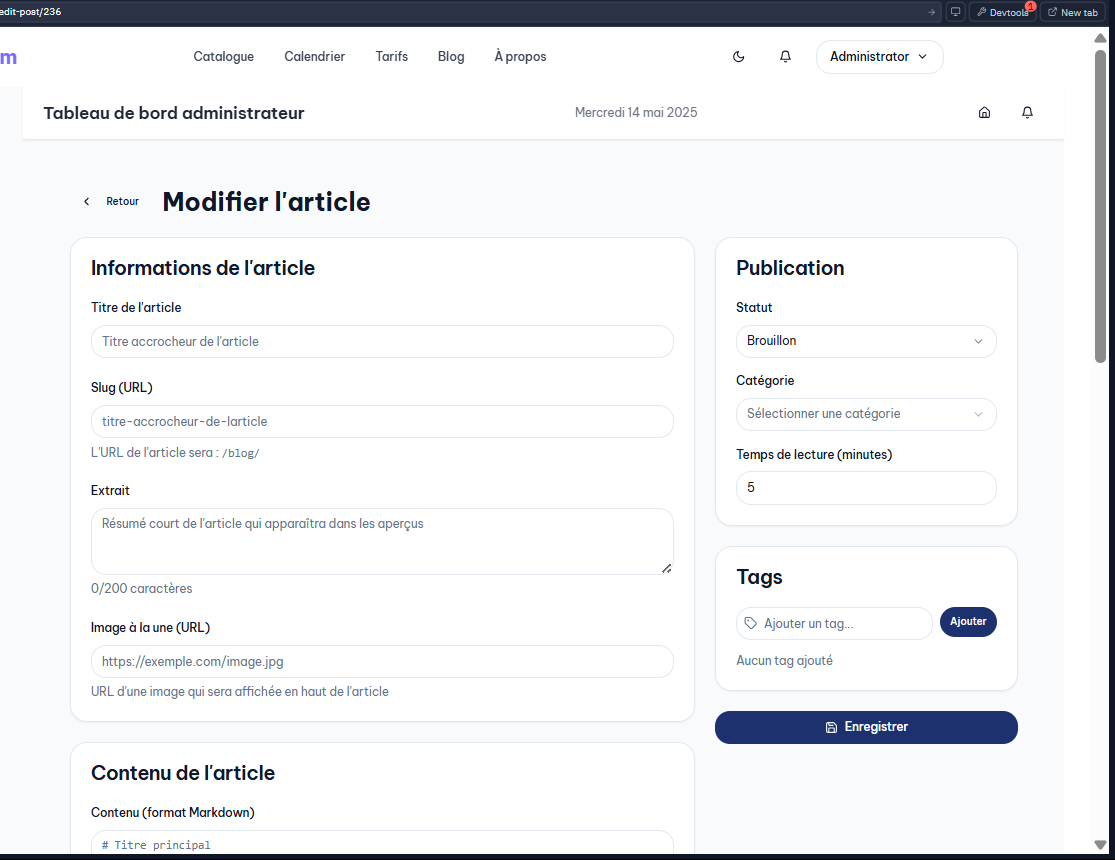 edit-post/236
Devtools
1
New tab
m
Catalogue
Calendrier
Tarifs
Blog
À propos
Administrator
Tableau de bord administrateur
Mercredi 14 mai 2025
Retour
Modifier l'article
Informations de l'article
Titre de l'article
Titre accrocheur de l'article
Slug (URL)
titre-accrocheur-de-larticle
L'URL de l'article sera : /blog/
Extrait
Résumé court de l'article qui apparaîtra dans les aperçus
0/200 caractères
Image à la une (URL)
https://exemple.com/image.jpg
URL d'une image qui sera affichée en haut de l'article
Contenu de l'article
Contenu (format Markdown)
# Titre principal
Publication
Statut
Brouillon
Catégorie
Sélectionner une catégorie
Temps de lecture (minutes)
5
Tags
Ajouter un tag...
Ajouter
Aucun tag ajouté
Enregistrer